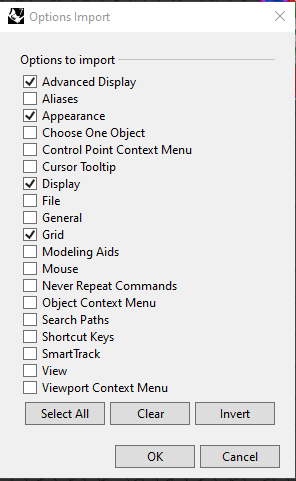 Options Import
Options to import
Advanced Display
Aliases
Appearance
Choose One Object
Control Point Context Menu
Cursor Tooltip
Display
File
General
Grid
Modeling Aids
Mouse
Never Repeat Commands
Object Context Menu
Search Paths
Shortcut Keys
SmartTrack
View
Viewport Context Menu
Select All Clear Invert
OK Cancel